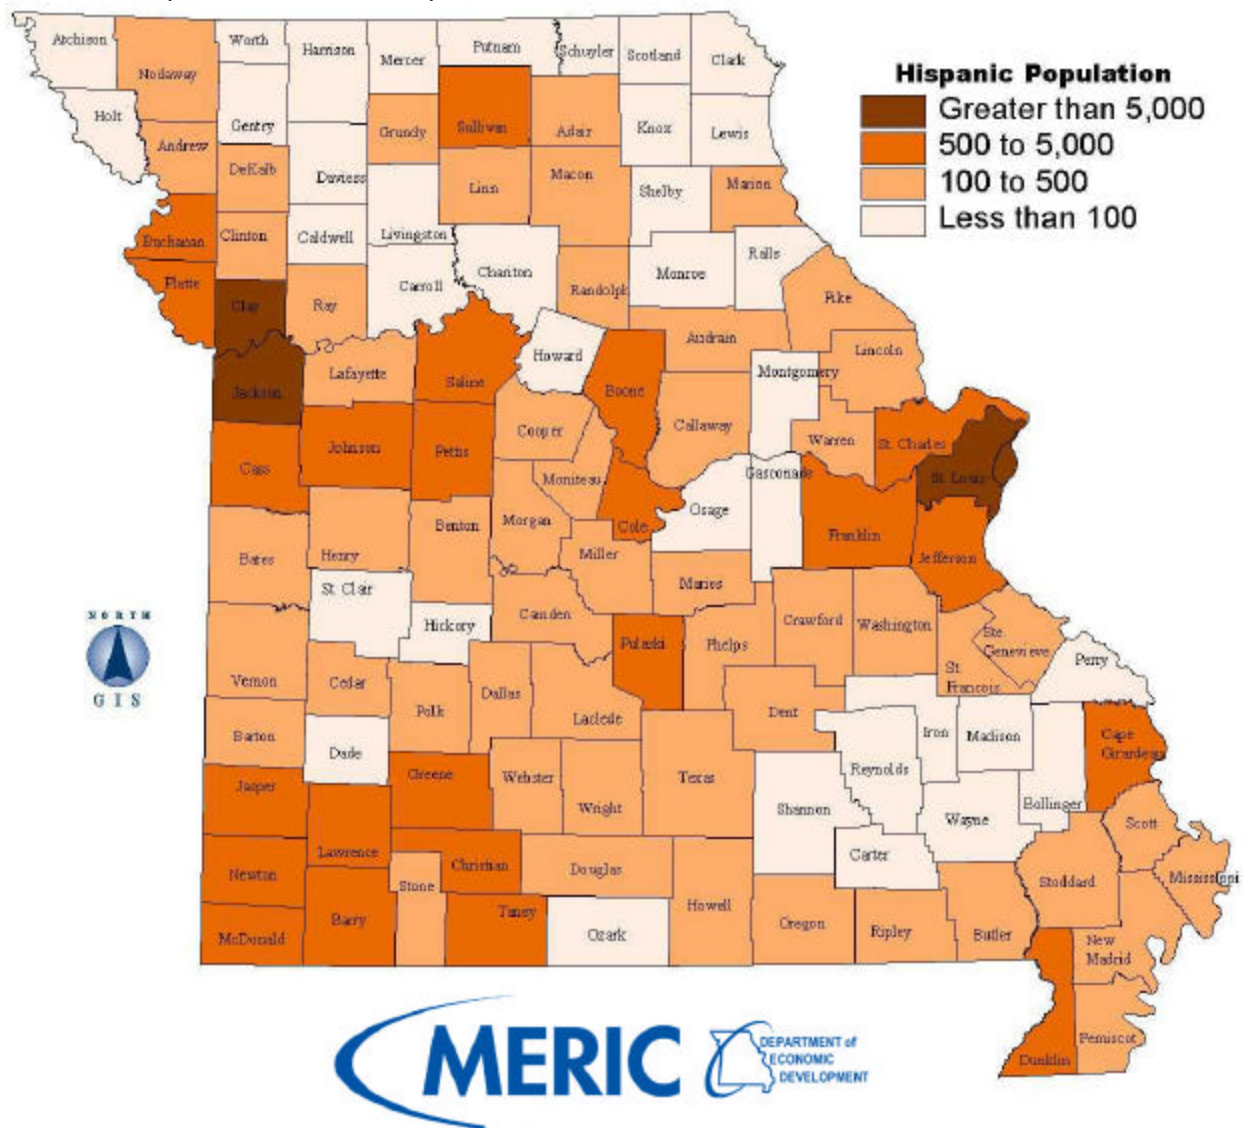 Hispanic Population
Greater than 5,000
500 to 5,000
100 to 500
Less than 100
Atchison
Nodaway
Worth
Harrison
Mercer
Putnam
Schuyler
Scotland
Clark
Holt
Andrew
Gentry
DeKalb
Daviess
Grundy
Sullivan
Adair
Knox
Lewis
Linn
Macon
Shelby
Marion
Buchanan
Clinton
Caldwell
Livingston
Chariton
Randolph
Monroe
Ralls
Platte
Clay
Ray
Carroll
Pike
Howard
Audrain
Lincoln
Jackson
Lafayette
Saline
Boone
Montgomery
Callaway
Cooper
Warren
St. Charles
Cass
Johnson
Pettis
Moniteau
Gasconade
St. Louis
Osage
Cole
Morgan
Benton
Franklin
Bates
Henry
Miller
Jefferson
St. Clair
Maries
Camden
Hickory
Pulaski
Phelps
Crawford
Washington
Ste.
Genevieve
St.
Francois
Perry
NORTH
GIS
Vernon
Cedar
Polk
Dallas
Laclede
Dent
Iron
Madison
Cape
Girardeau
Barton
Dade
Greene
Webster
Wright
Texas
Reynolds
Shannon
Bollinger
Wayne
Scott
Jasper
Lawrence
Christian
Douglas
Carter
Stoddard
Mississippi
Newton
Stone
Barry
Taney
Ozark
Howell
Oregon
Ripley
Butler
New
Madrid
McDonald
Dunklin
Pemiscot
MERIC
DEPARTMENT of
ECONOMIC
DEVELOPMENT